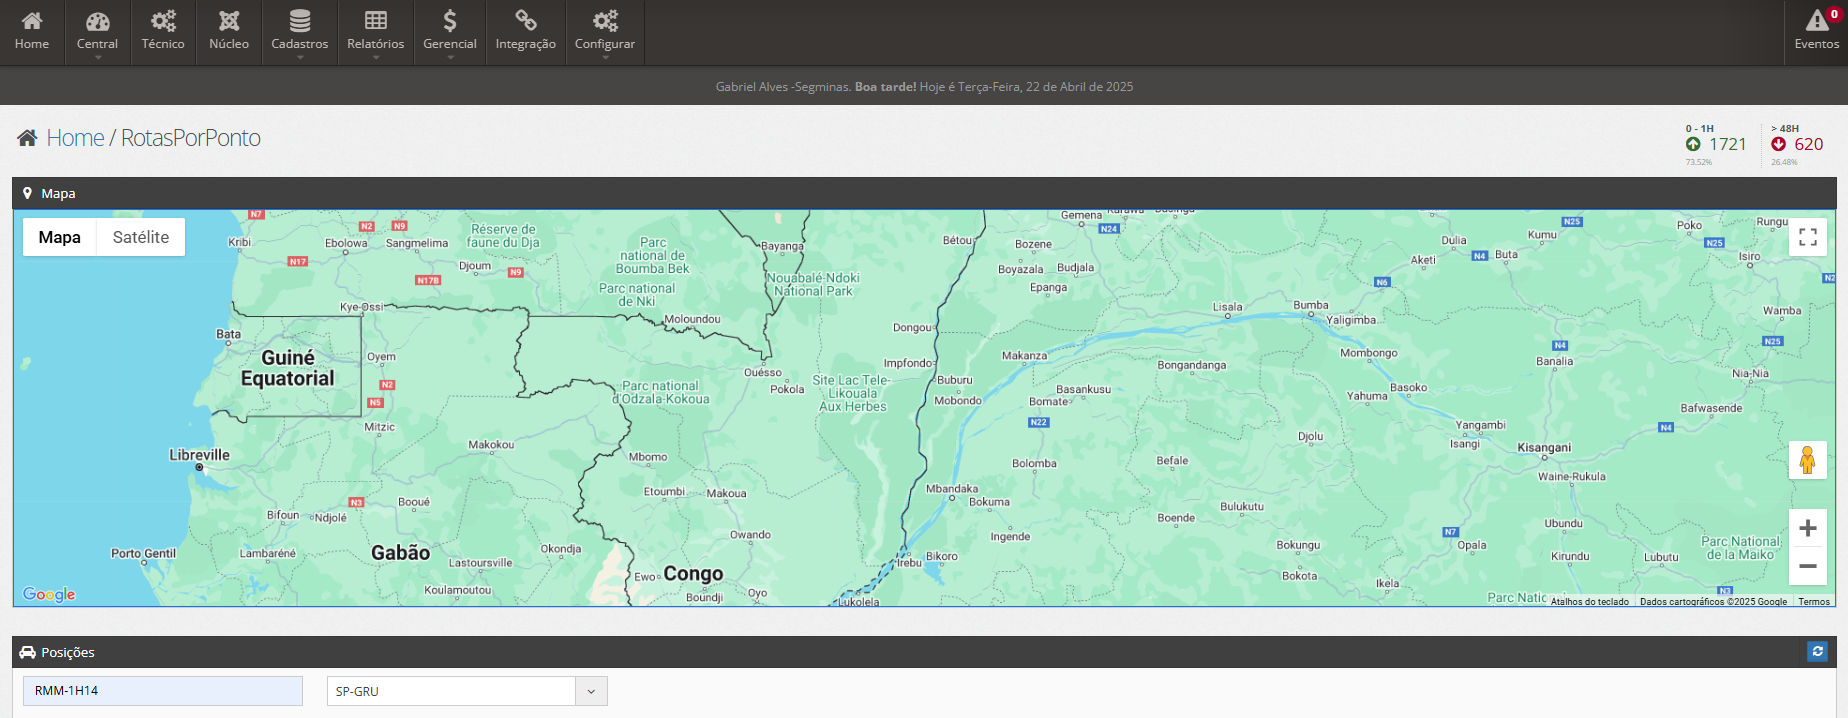 Home
Central
Técnico
Núcleo
Cadastros
Relatórios
Gerencial
Integração
Configurar
0
Eventos
Gabriel Alves -Segminas. Boa tarde! Hoje é Terça-Feira, 22 de Abril de 2025
Home / RotasPorPonto
0 - 1H
1721
73.52%
> 48H
620
26.48%
Mapa
Mapa
Satélite
N7
N2
N9
Kribi
Ebolowa
Sangmelima
Réserve de
faune du Dja
N17
Djoum
N9
N17B
Parc
national de
Boumba Bek
Parc national
de Nki
Bayanga
Nouabalé-Ndoki
National Park
Bétou
Gemena
N24
Bozene
Boyazala
Budjala
Epanga
N25
Dulia
Kumu
N4
Buta
Aketi
Poko
N25
Rungu
Isiro
N6
Kye-Ossi
Moloundou
Dongou
Lisala
Bumba
Yaligimba
Wamba
Bata
Guiné
Equatorial
Oyem
N2
N5
Mitzic
Ouésso
Pokola
Impfondo
Makanza
Buburu
Mobondo
Basankusu
Bomate
Bongandanga
Mombongo
N4
Banalia
N25
Nia-Nia
Parc national
d'Odzala-Kokoua
Site Lac Tele-
Likouala
Aux Herbes
N22
Basoko
Yahuma
Bafwasende
N4
Libreville
Makokou
Mbomo
Djolu
Yangambi
Isangi
Kisangani
Bolomba
Befale
Waine-Rukula
Etoumbi
Makoua
Mbandaka
Bokuma
Bulukutu
Boende
N3
Booué
Bifoun
Ndjolé
Owando
Ingende
Ubundu
N7
Porto Gentil
Lambaréné
Gabão
Lastoursville
Okondja
Irebu
Bikoro
Bokungu
Opala
Kirundu
Lubutu
Parc National
de la Maiko
Koulamoutou
Ewo
Congo
Boundji
Oyo
Lukolela
Bokota
Ikela
Google
Atalhos do teclado
Dados cartográficos ©2025 Google
Termos
Posições
RMM-1H14
SP-GRU